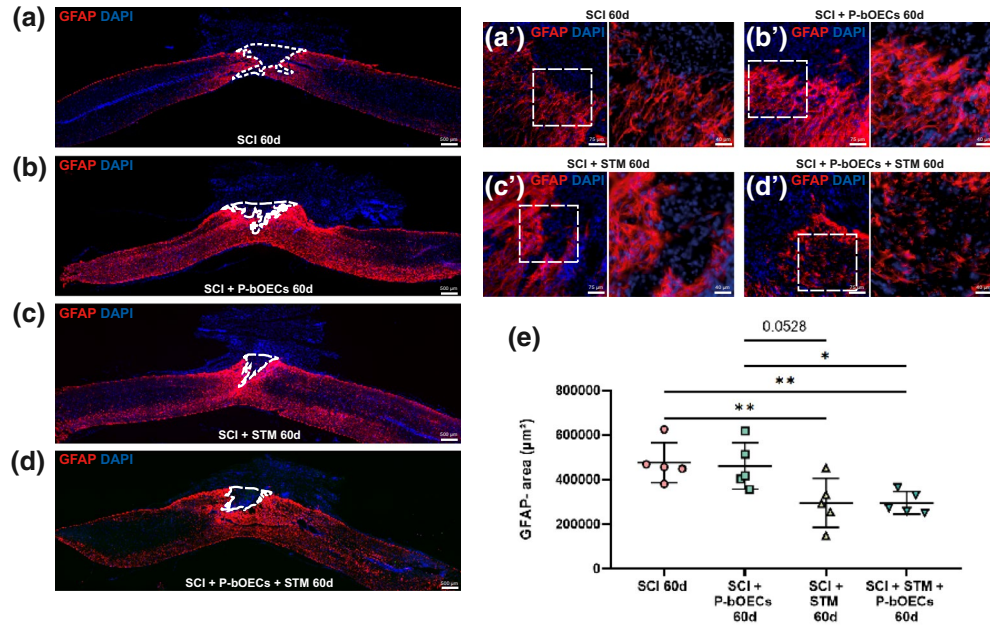 (a)
GFAP DAPI
SCI 60d
500 µm
(b)
GFAP DAPI
SCI + P-bOECs 60d
500 µm
(c)
GFAP DAPI
SCI + STM 60d
500 µm
(d)
GFAP DAPI
SCI + P-bOECs + STM 60d
500 µm
SCI 60d
(a')
GFAP DAPI
75 µm
40 µm
SCI + P-bOECs 60d
(b')
GFAP DAPI
75 µm
40 µm
SCI + STM 60d
(c')
GFAP DAPI
75 µm
40 µm
SCI + P-bOECs + STM 60d
(d')
GFAP DAPI
75 µm
40 µm
(e)
0.0528
*
**
**
GFAP- area (µm²)
800000
600000
400000
200000
0
SCI 60d
SCI +
P-bOECs
60d
SCI +
STM
60d
SCI + STM +
P-bOECs
60d